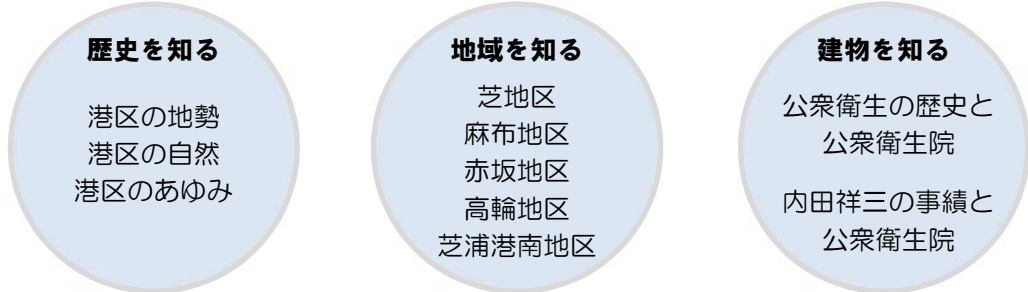 歴史を知る
港区の地勢
港区の自然
港区のあゆみ
地域を知る
芝地区
麻布地区
赤坂地区
高輪地区
芝浦港南地区
建物を知る
公衆衛生の歴史と
公衆衛生院
内田祥三の事績と
公衆衛生院